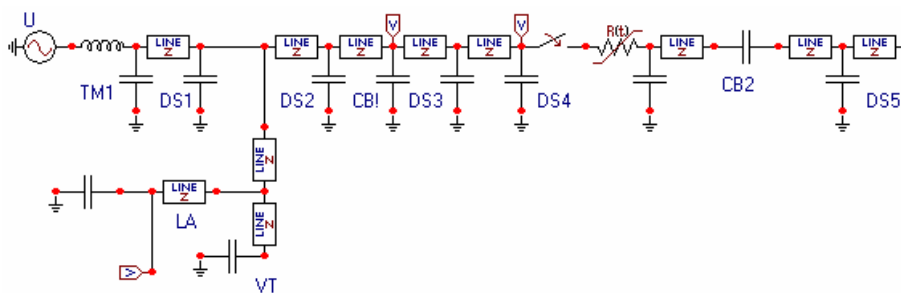 U
LINE Z
LINE Z
LINE Z
LINE Z
LINE Z
R(t)
LINE Z
LINE Z
LINE
V
V
TM1
DS1
DS2
CB!
DS3
DS4
CB2
DS5
LINE Z
LINE Z
LA
LINE Z
V
VT